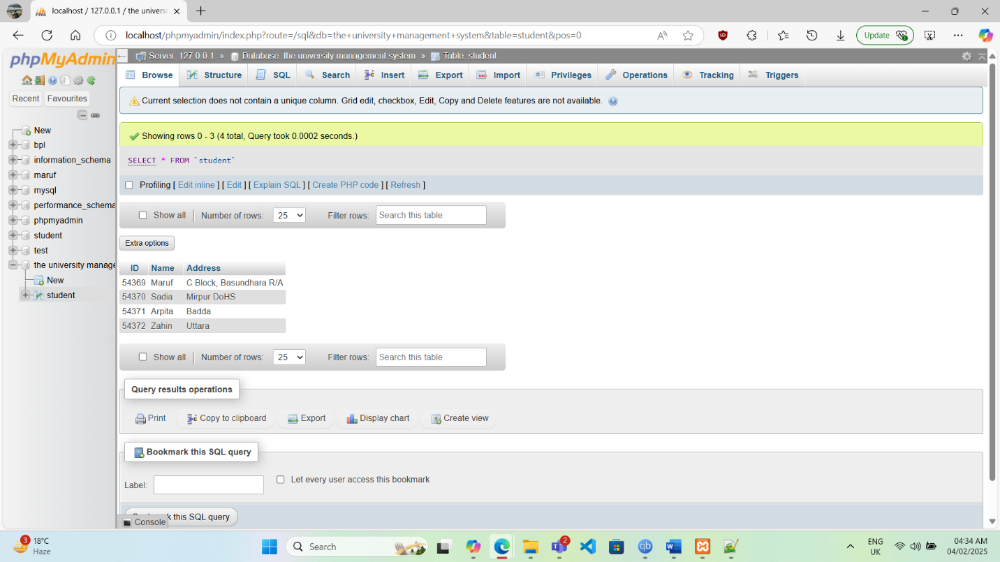 localhost / 127.0.0.1 / the universi
localhost/phpmyadmin/index.php?route=/sql&db=the+university+management+system&table=student&pos=0
Update
phpMyAdmin
Server: 127.0.0.1 » Database: the university management system » Table: student
Browse Structure SQL Search Insert Export Import Privileges Operations Tracking Triggers
Recent Favourites
New
bpl
information_schema
maruf
mysql
performance_schema
phpmyadmin
student
test
the university manage
New
student
Current selection does not contain a unique column. Grid edit, checkbox, Edit, Copy and Delete features are not available.
Showing rows 0 - 3 (4 total, Query took 0.0002 seconds.)
SELECT * FROM `student`
Profiling [ Edit inline ] [ Edit ] [ Explain SQL ] [ Create PHP code ] [ Refresh ]
Show all Number of rows: 25 Filter rows: Search this table
Extra options
ID Name Address
54369 Maruf C Block, Basundhara R/A
54370 Sadia Mirpur DoHS
54371 Arpita Badda
54372 Zahin Uttara
Show all Number of rows: 25 Filter rows: Search this table
Query results operations
Print Copy to clipboard Export Display chart Create view
Bookmark this SQL query
Label: Let every user access this bookmark
this SQL query
Console
3 18°C
Haze
Search
2
ENG
UK
04:34 AM
04/02/2025